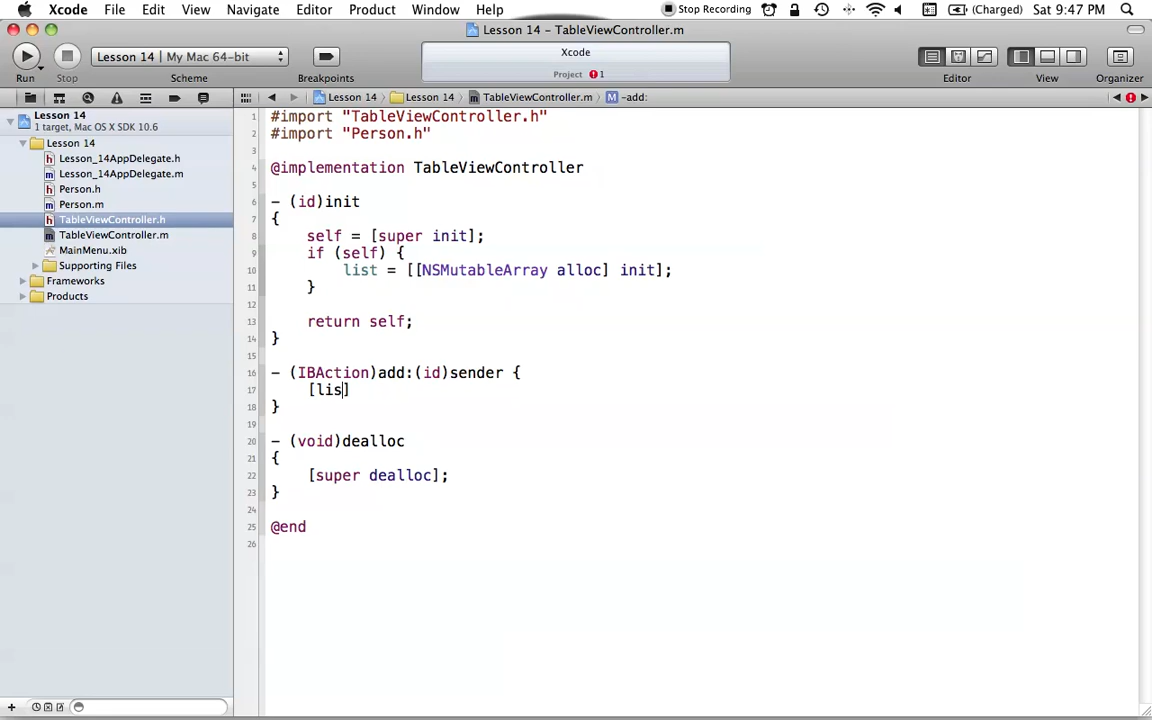 Xcode File Edit View Navigate Editor Product Window Help Stop Recording (Charged) Sat 9:47 PM
Lesson 14 – TableViewController.m
Lesson 14 | My Mac 64-bit
Xcode
Project 1
Run Stop Scheme Breakpoints Editor View Organizer
Lesson 14 Lesson 14 TableViewController.m M -add:
Lesson 14
1 target, Mac OS X SDK 10.6
Lesson 14
h Lesson_14AppDelegate.h
m Lesson_14AppDelegate.m
h Person.h
m Person.m
h TableViewController.h
m TableViewController.m
MainMenu.xib
Supporting Files
Frameworks
Products
1 #import "TableViewController.h"
2 #import "Person.h"
3
4 @implementation TableViewController
5
6 - (id)init
7 {
8 self = [super init];
9 if (self) {
10 list = [[NSMutableArray alloc] init];
11 }
12
13 return self;
14 }
15
16 - (IBAction)add:(id)sender {
17 [lis]
18 }
19
20 - (void)dealloc
21 {
22 [super dealloc];
23 }
24
25 @end
26